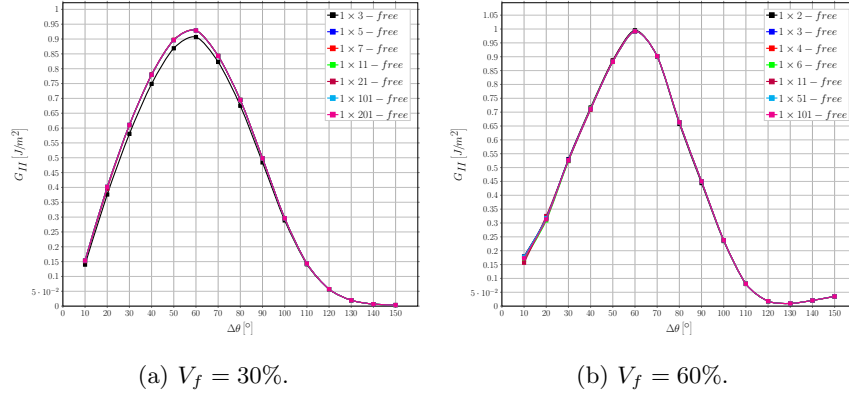 1
0.95
0.9
0.85
0.8
0.75
0.7
0.65
0.6
0.55
0.5
0.45
0.4
0.35
0.3
0.25
0.2
0.15
0.1
5 · 10⁻²
0
G_II [J/m²]
0 10 20 30 40 50 60 70 80 90 100 110 120 130 140 150
Δθ [°]
1 × 3 − free
1 × 5 − free
1 × 7 − free
1 × 11 − free
1 × 21 − free
1 × 101 − free
1 × 201 − free
(a) V_f = 30%.
1.05
1
0.95
0.9
0.85
0.8
0.75
0.7
0.65
0.6
0.55
0.5
0.45
0.4
0.35
0.3
0.25
0.2
0.15
0.1
5 · 10⁻²
0
G_II [J/m²]
0 10 20 30 40 50 60 70 80 90 100 110 120 130 140 150
Δθ [°]
1 × 2 − free
1 × 3 − free
1 × 4 − free
1 × 6 − free
1 × 11 − free
1 × 51 − free
1 × 101 − free
(b) V_f = 60%.